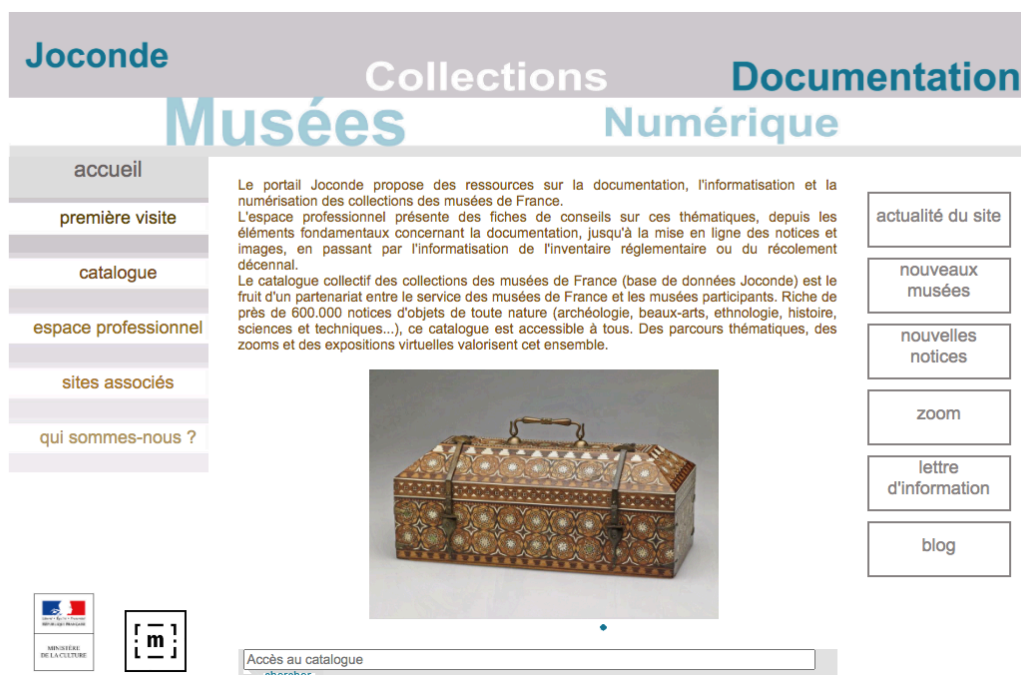 Joconde
Collections
Documentation
Musées
Numérique
accueil
première visite
catalogue
espace professionnel
sites associés
qui sommes-nous ?
Le portail Joconde propose des ressources sur la documentation, l'informatisation et la
numérisation des collections des musées de France.
L'espace professionnel présente des fiches de conseils sur ces thématiques, depuis les
éléments fondamentaux concernant la documentation, jusqu'à la mise en ligne des notices et
images, en passant par l'informatisation de l'inventaire réglementaire ou du récolement
décennal.
Le catalogue collectif des collections des musées de France (base de données Joconde) est le
fruit d'un partenariat entre le service des musées de France et les musées participants. Riche de
près de 600.000 notices d'objets de toute nature (archéologie, beaux-arts, ethnologie, histoire,
sciences et techniques...), ce catalogue est accessible à tous. Des parcours thématiques, des
zooms et des expositions virtuelles valorisent cet ensemble.
actualité du site
nouveaux
musées
nouvelles
notices
zoom
lettre
d'information
blog
MINISTÈRE
DE LA CULTURE
m
Accès au catalogue
chercher